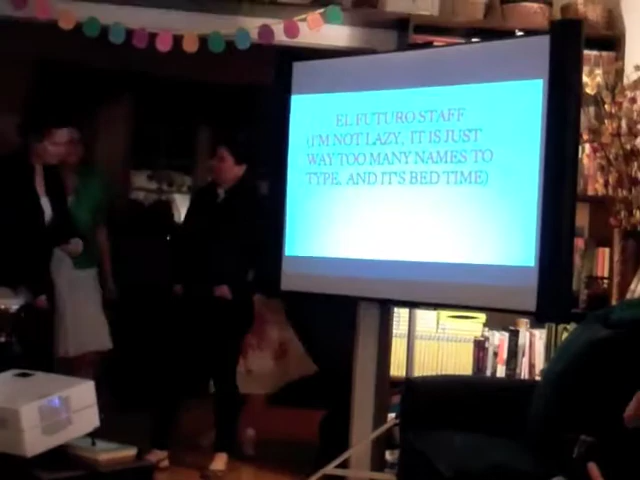 EL FUTURO STAFF
(I'M NOT LAZY, IT IS JUST
WAY TOO MANY NAMES TO
TYPE, AND IT'S BED TIME)